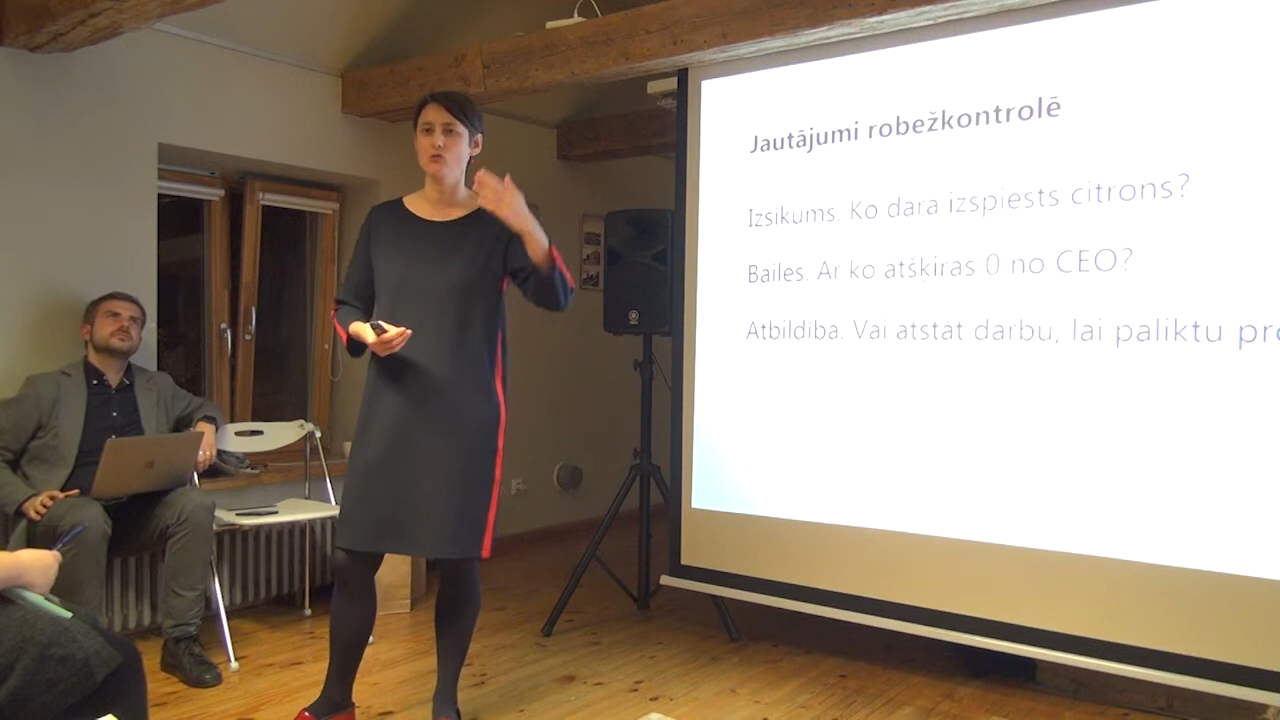 Jautājumi robežkontrolē
Izsīkums. Ko dara izspiests citrons?
Bailes. Ar ko atšķiras 0 no CEO?
Atbildība. Vai atstāt darbu, lai paliktu